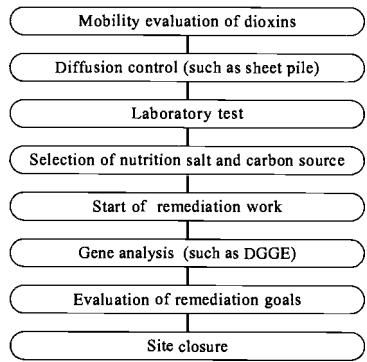 Mobility evaluation of dioxins
Diffusion control (such as sheet pile)
Laboratory test
Selection of nutrition salt and carbon source
Start of remediation work
Gene analysis (such as DGGE)
Evaluation of remediation goals
Site closure